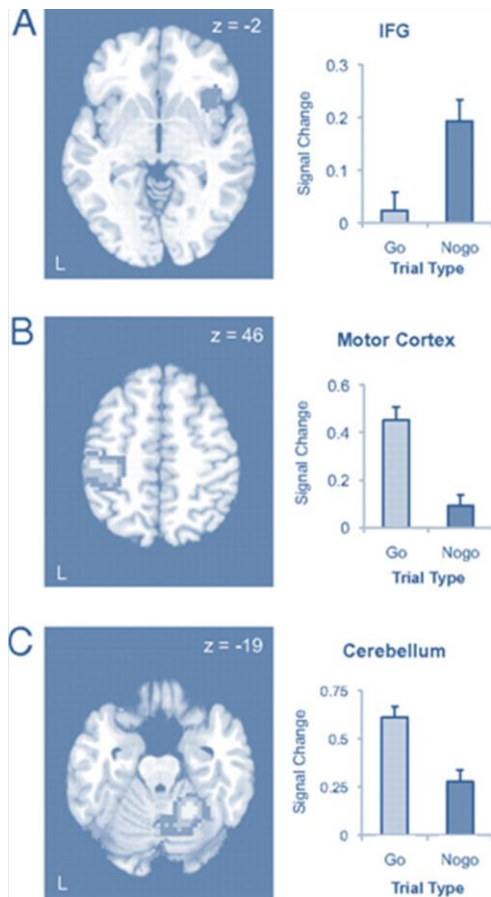 A
z = -2
L
IFG
Signal Change
0.3
0.2
0.1
0
Go Nogo
Trial Type
B
z = 46
L
Motor Cortex
Signal Change
0.6
0.4
0.2
0
Go Nogo
Trial Type
C
z = -19
L
Cerebellum
Signal Change
0.75
0.5
0.25
0
Go Nogo
Trial Type